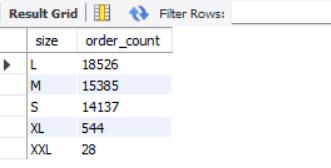 Result Grid Filter Rows:
size order_count
L 18526
M 15385
S 14137
XL 544
XXL 28